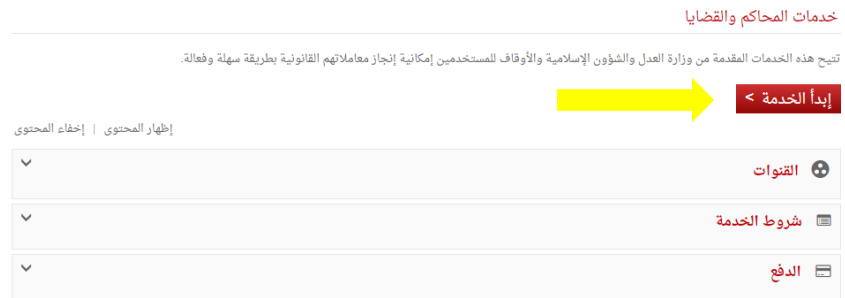 خدمات المحاكم والقضايا
تتيح هذه الخدمات المقدمة من وزارة العدل والشؤون الإسلامية والأوقاف للمستخدمين إمكانية إنجاز معاملاتهم القانونية بطريقة سهلة وفعالة.
إبدأ الخدمة >
إظهار المحتوى | إخفاء المحتوى
القنوات
شروط الخدمة
الدفع